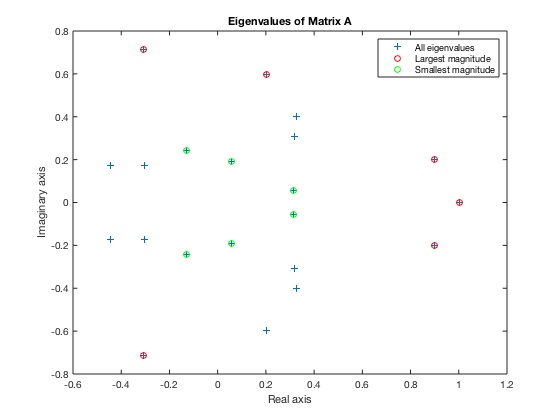 Eigenvalues of Matrix A
0.8
0.6
0.4
0.2
0
-0.2
-0.4
-0.6
-0.8
Imaginary axis
All eigenvalues
Largest magnitude
Smallest magnitude
-0.6 -0.4 -0.2 0 0.2 0.4 0.6 0.8 1 1.2
Real axis